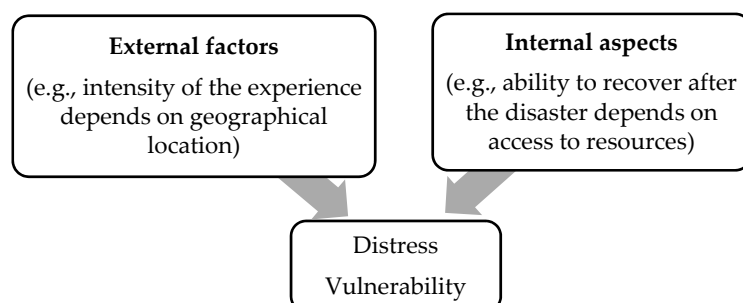 External factors
(e.g., intensity of the experience
depends on geographical
location)
Internal aspects
(e.g., ability to recover after
the disaster depends on
access to resources)
Distress
Vulnerability